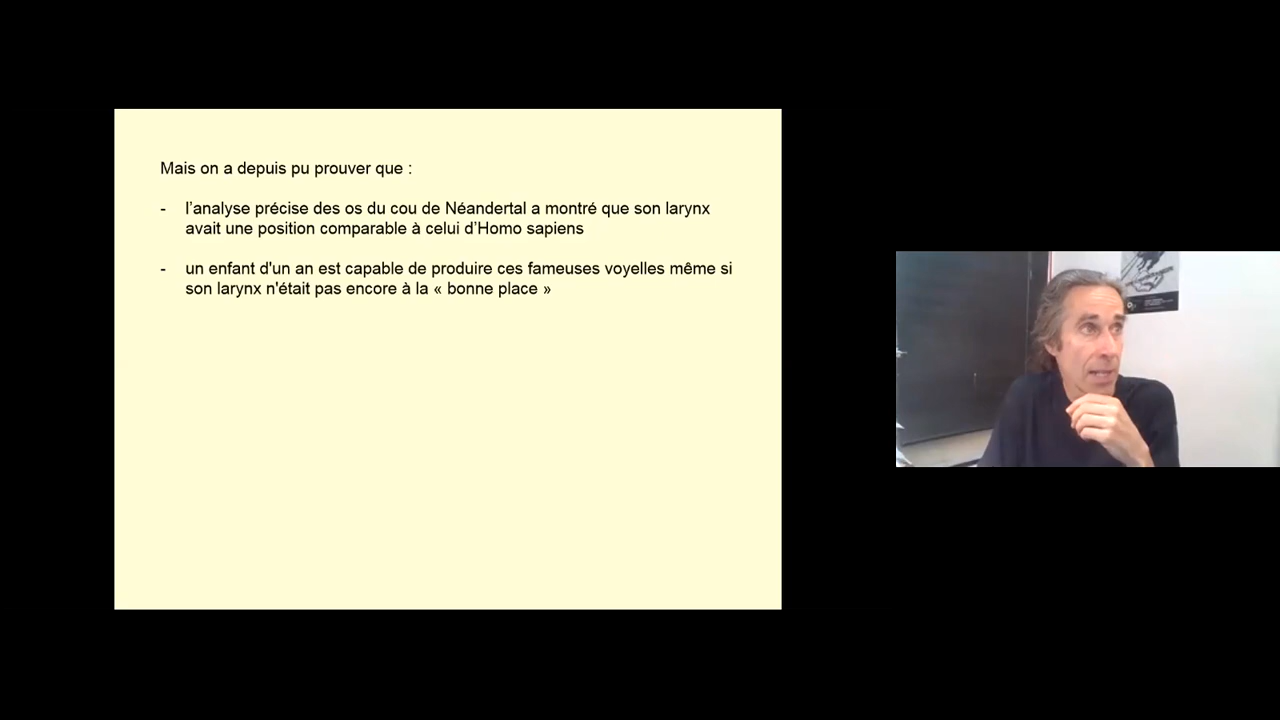 Mais on a depuis pu prouver que :
- l’analyse précise des os du cou de Néandertal a montré que son larynx
avait une position comparable à celui d’Homo sapiens
- un enfant d'un an est capable de produire ces fameuses voyelles même si
son larynx n'était pas encore à la « bonne place »